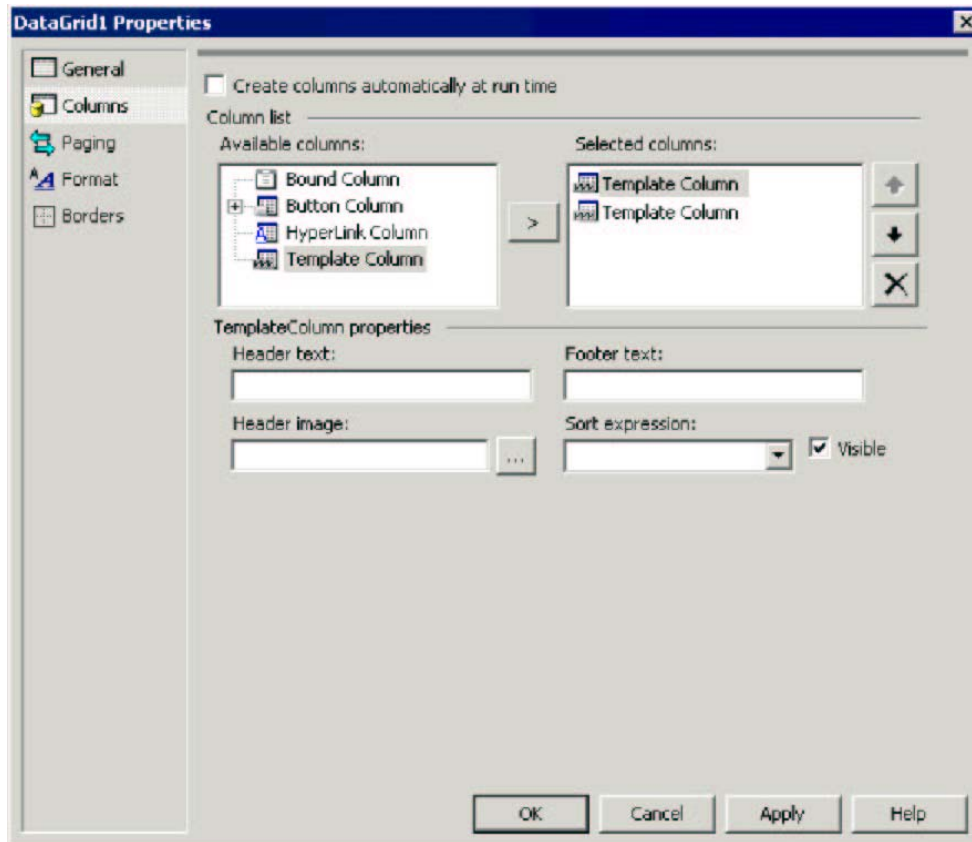 DataGrid1 Properties
General
Columns
Paging
Format
Borders
Create columns automatically at run time
Column list
Available columns:
Bound Column
Button Column
HyperLink Column
Template Column
>
Selected columns:
Template Column
Template Column
TemplateColumn properties
Header text:
Footer text:
Header image:
...
Sort expression:
Visible
OK
Cancel
Apply
Help